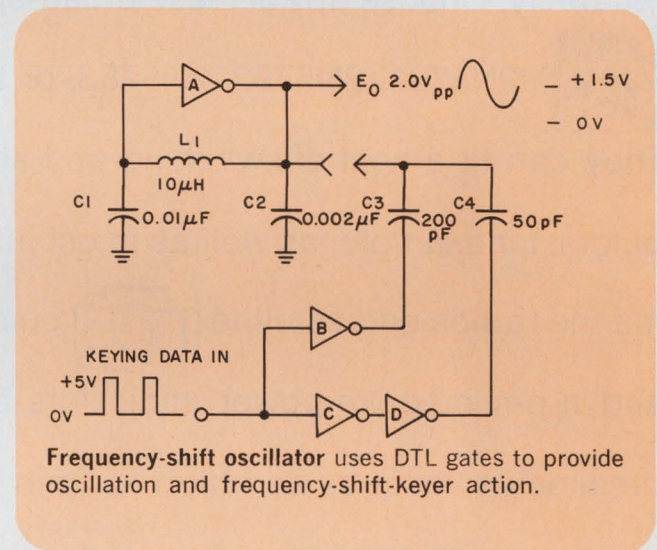 A
E₀ 2.0Vpp
+1.5V
0V
L1
10μH
C1
0.01μF
C2
0.002μF
C3
200 pF
C4
50pF
B
KEYING DATA IN
+5V
0V
C
D
Frequency-shift oscillator uses DTL gates to provide
oscillation and frequency-shift-keyer action.